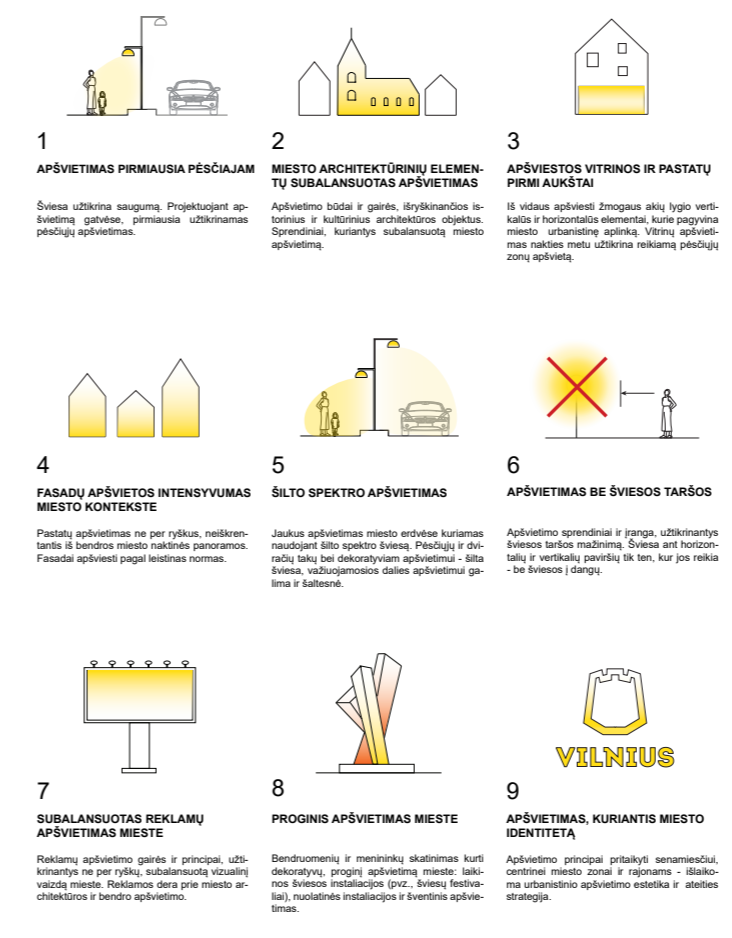 1
APŠVIETIMAS PIRMIAUSIA PĖSČIAJAM
Šviesa užtikrina saugumą. Projektuojant ap-
švietimą gatvėse, pirmiausia užtikrinamas
pėsčiųjų apšvietimas.
2
MIESTO ARCHITEKTŪRINIŲ ELEMEN-
TŲ SUBALANSUOTAS APŠVIETIMAS
Apšvietimo būdai ir gairės, išryškinančios is-
torinius ir kultūrinius architektūros objektus.
Sprendiniai, kuriantys subalansuotą miesto
apšvietimą.
3
APŠVIESTOS VITRINOS IR PASTATŲ
PIRMI AUKŠTAI
Iš vidaus apšviesti žmogaus akių lygio verti-
kalūs ir horizontalūs elementai, kurie pagyvina
miesto urbanistinę aplinką. Vitrinų apšvieti-
mas nakties metu užtikrina reikiamą pėsčiųjų
zonų apšvietą.
4
FASADŲ APŠVIETOS INTENSYVUMAS
MIESTO KONTEKSTE
Pastatų apšvietimas ne per ryškus, neiškren-
tantis iš bendros miesto naktinės panoramos.
Fasadai apšviesti pagal leistinas normas.
5
ŠILTO SPEKTRO APŠVIETIMAS
Jaukus apšvietimas miesto erdvėse kuriamas
naudojant šilto spektro šviesą. Pėsčiųjų ir dvi-
račių takų bei dekoratyviam apšvietimui - šilta
šviesa, važiuojamosios dalies apšvietimui ga-
lima ir šaltesnė.
6
APŠVIETIMAS BE ŠVIESOS TARŠOS
Apšvietimo sprendiniai ir įranga, užtikrinantys
šviesos taršos mažinimą. Šviesa ant horizon-
talių ir vertikalių paviršių tik ten, kur jos reikia
- be šviesos į dangų.
7
SUBALANSUOTAS REKLAMŲ
APŠVIETIMAS MIESTE
Reklamų apšvietimo gairės ir principai, užti-
krinantys ne per ryškų, subalansuotą vizualinį
vaizdą mieste. Reklamos dera prie miesto ar-
chitektūros ir bendro apšvietimo.
8
PROGINIS APŠVIETIMAS MIESTE
Bendruomenių ir menininkų skatinimas kurti
dekoratyvų, proginį apšvietimą mieste: laiki-
nos šviesos instaliacijos (pvz., šviesų festiva-
liai), nuolatinės instaliacijos ir šventinis apšvie-
timas.
VILNIUS
9
APŠVIETIMAS, KURIANTIS MIESTO
IDENTITETĄ
Apšvietimo principai pritaikyti senamiesčiui,
centrinei miesto zonai ir rajonams - išlaiko-
ma urbanistinio apšvietimo estetika ir ateities
strategija.